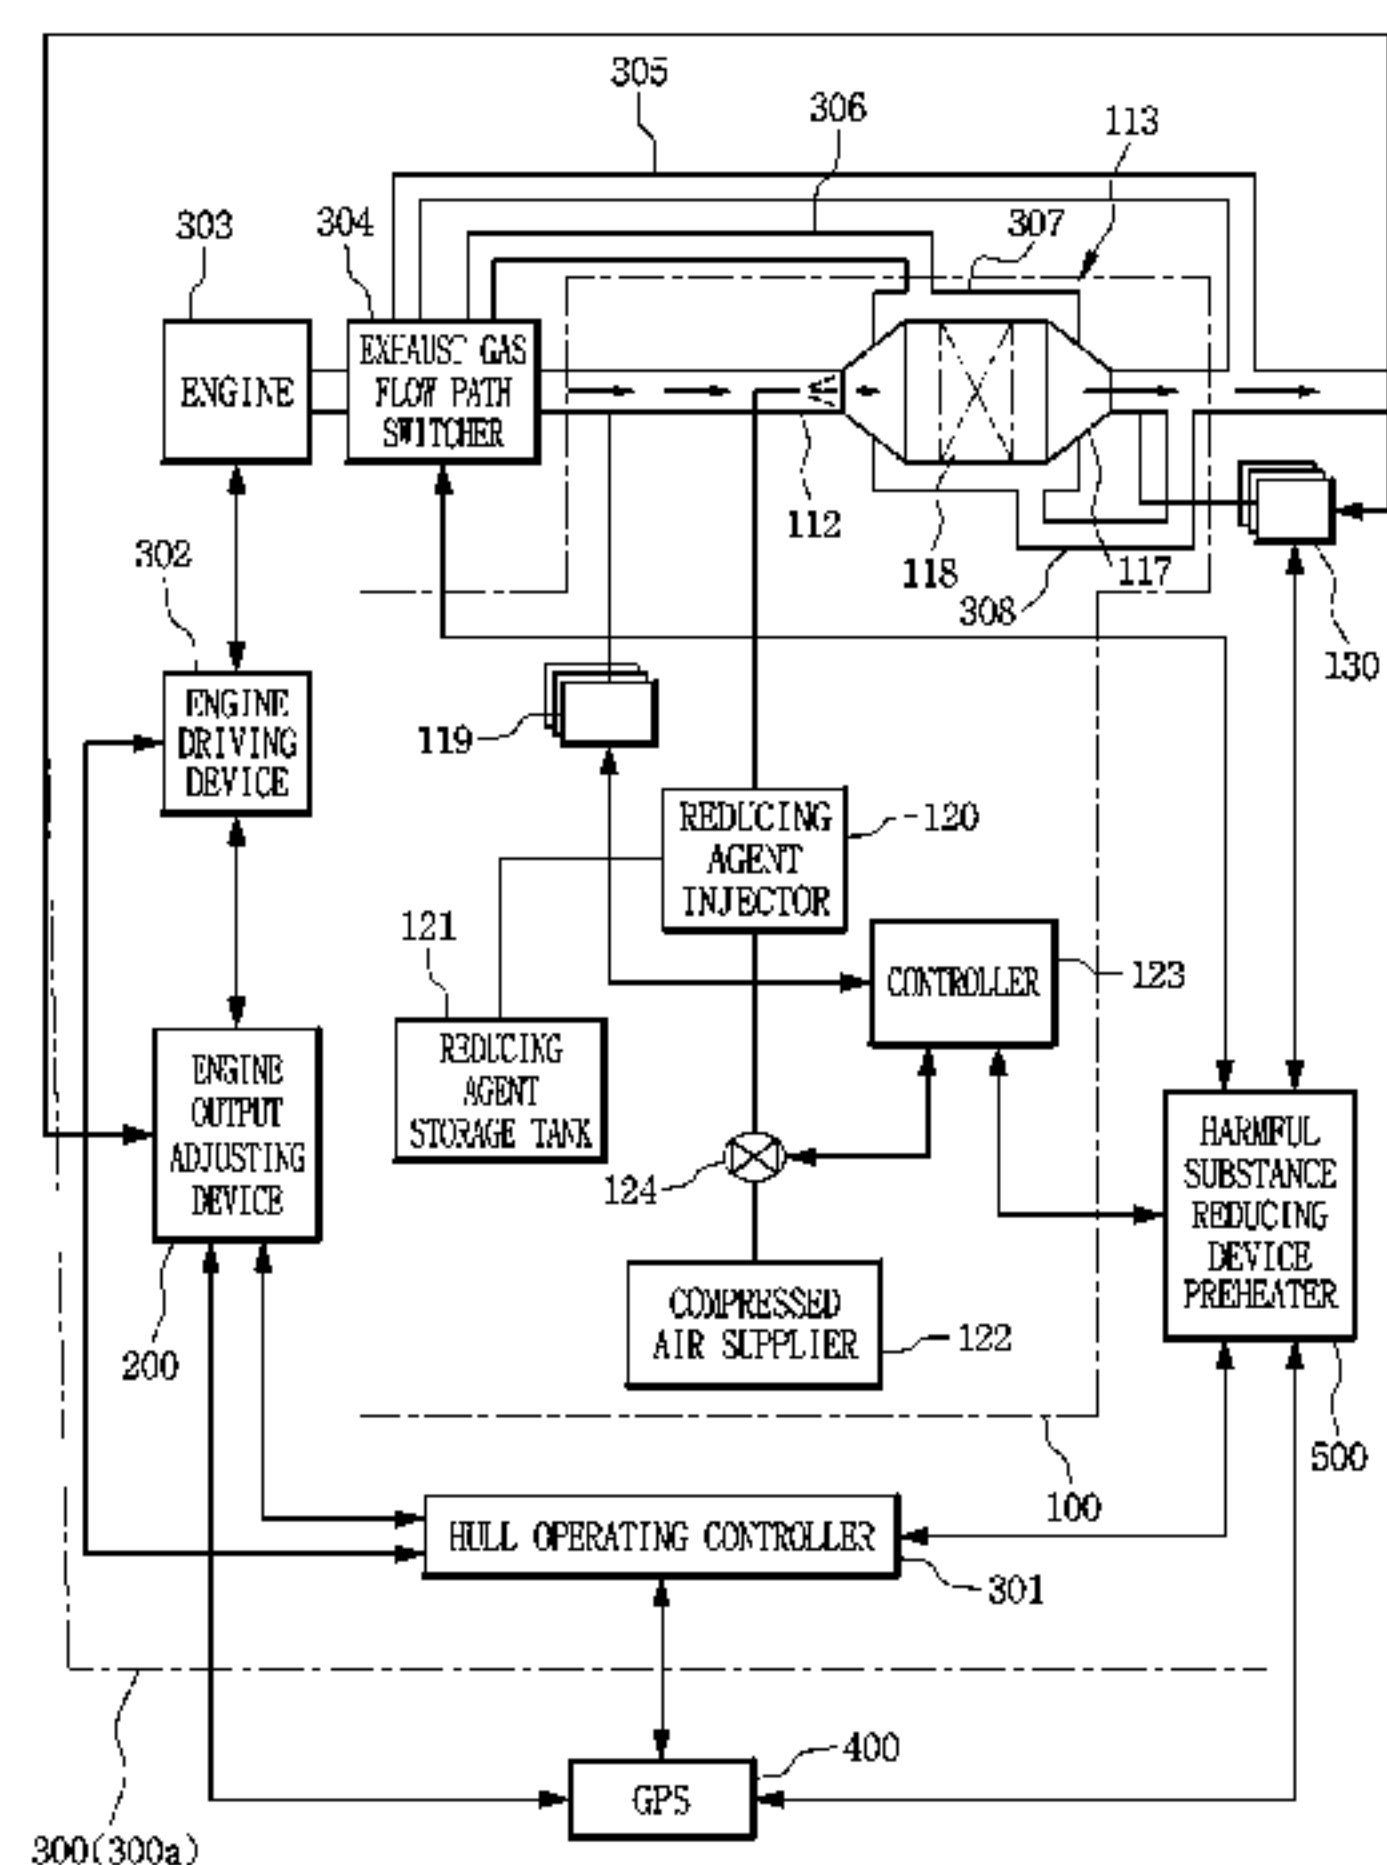 305
306
113
303
304
307
ENGINE
EXHAUST GAS
FLOW PATH
SWITCHER
112
118
117
308
130
302
ENGINE
DRIVING
DEVICE
119
REDUCING
AGENT
INJECTOR
120
121
CONTROLLER
123
REDUCING
AGENT
STORAGE TANK
ENGINE
OUTPUT
ADJUSTING
DEVICE
124
HARMFUL
SUBSTANCE
REDUCING
DEVICE
PREHEATER
COMPRESSED
AIR SUPPLIER
122
200
500
100
HULL OPERATING CONTROLLER
301
400
GPS
300(300a)